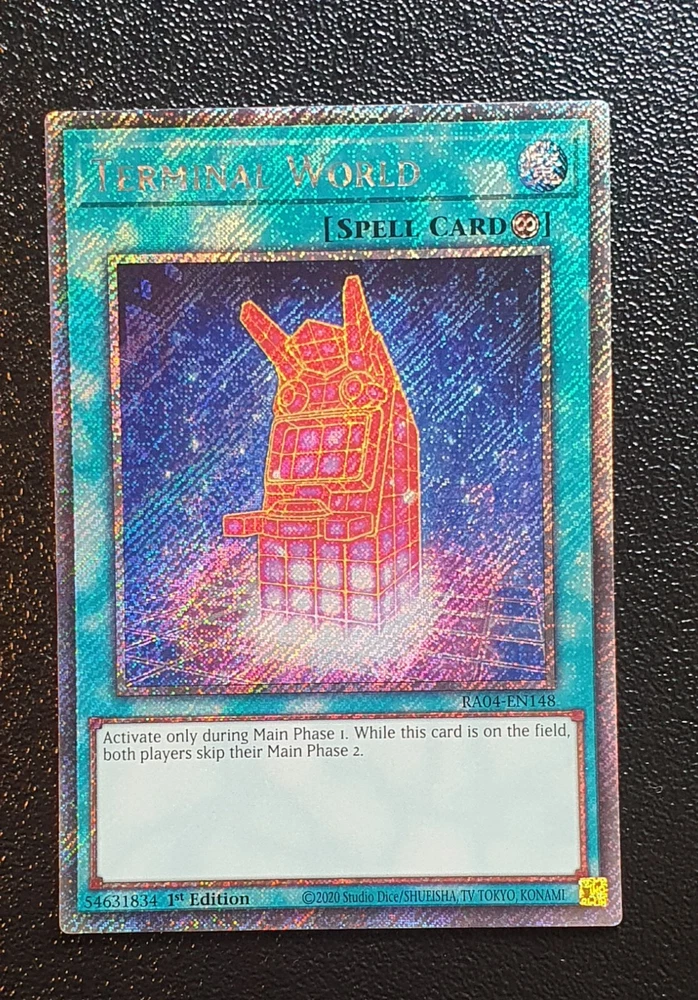 Terminal World
[Spell Card]
RA04-EN148
Activate only during Main Phase 1. While this card is on the field,
both players skip their Main Phase 2.
54631834 1st Edition ©2020 Studio Dice/SHUEISHA, TV TOKYO, KONAMI